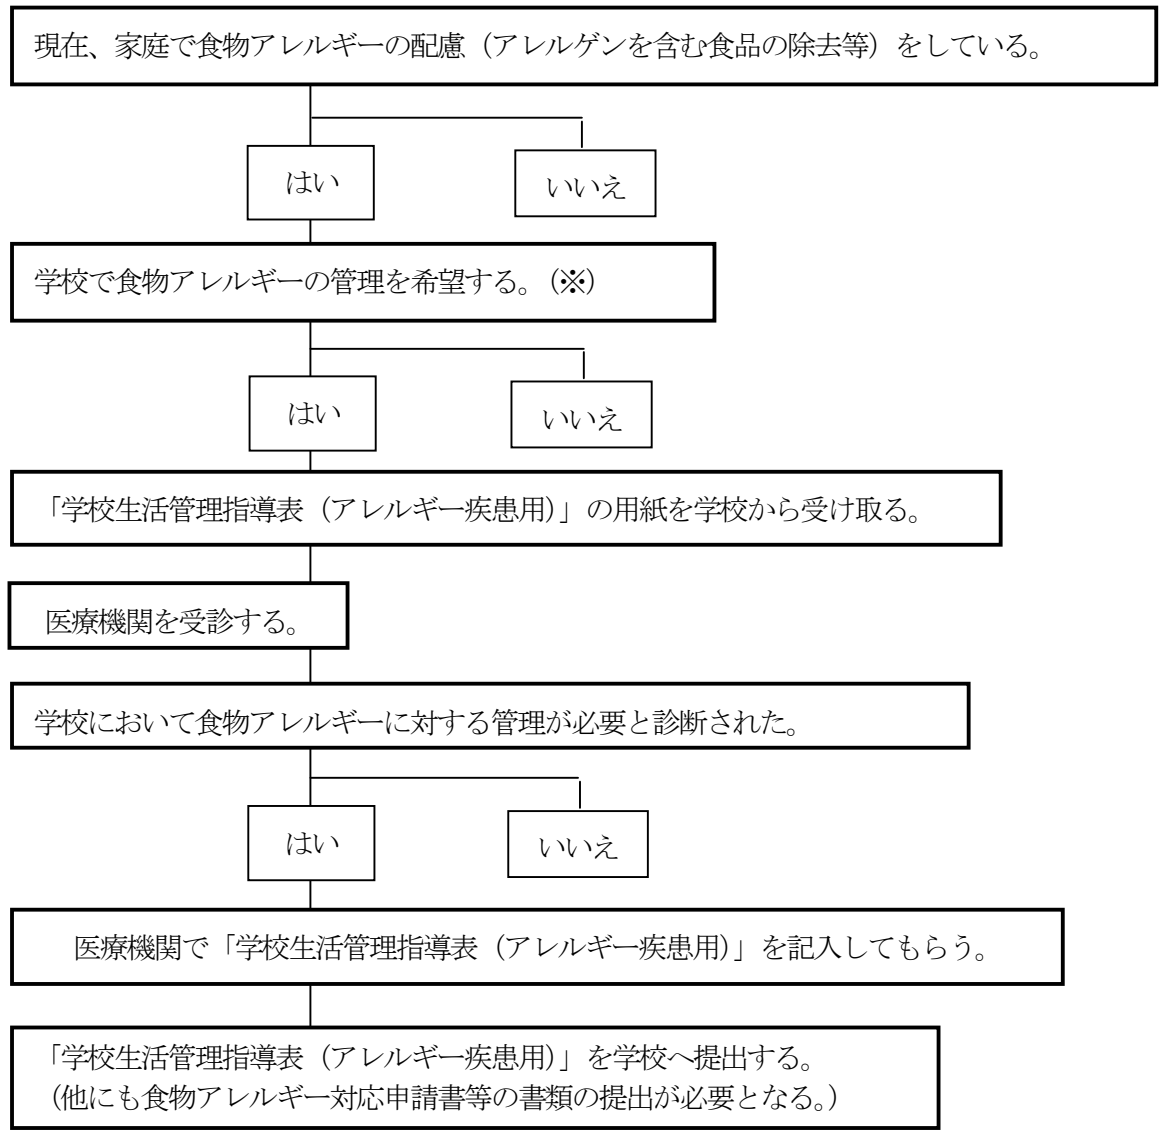 現在、家庭で食物アレルギーの配慮（アレルゲンを含む食品の除去等）をしている。
はい
いいえ
学校で食物アレルギーの管理を希望する。（※）
はい
いいえ
「学校生活管理指導表（アレルギー疾患用）」の用紙を学校から受け取る。
医療機関を受診する。
学校において食物アレルギーに対する管理が必要と診断された。
はい
いいえ
医療機関で「学校生活管理指導表（アレルギー疾患用）」を記入してもらう。
「学校生活管理指導表（アレルギー疾患用）」を学校へ提出する。
（他にも食物アレルギー対応申請書等の書類の提出が必要となる。）